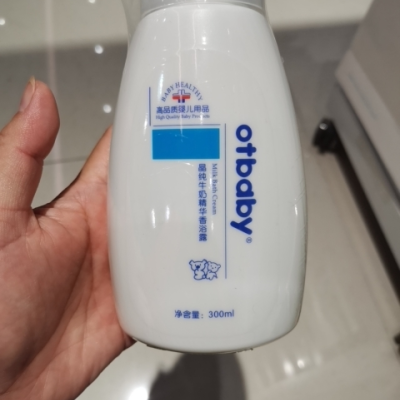 BABY HEALTHY
高品质婴儿用品
High Quality Baby Products
otbaby®
Milk Bath Cream
晶纯牛奶精华香浴露
净含量: 300ml